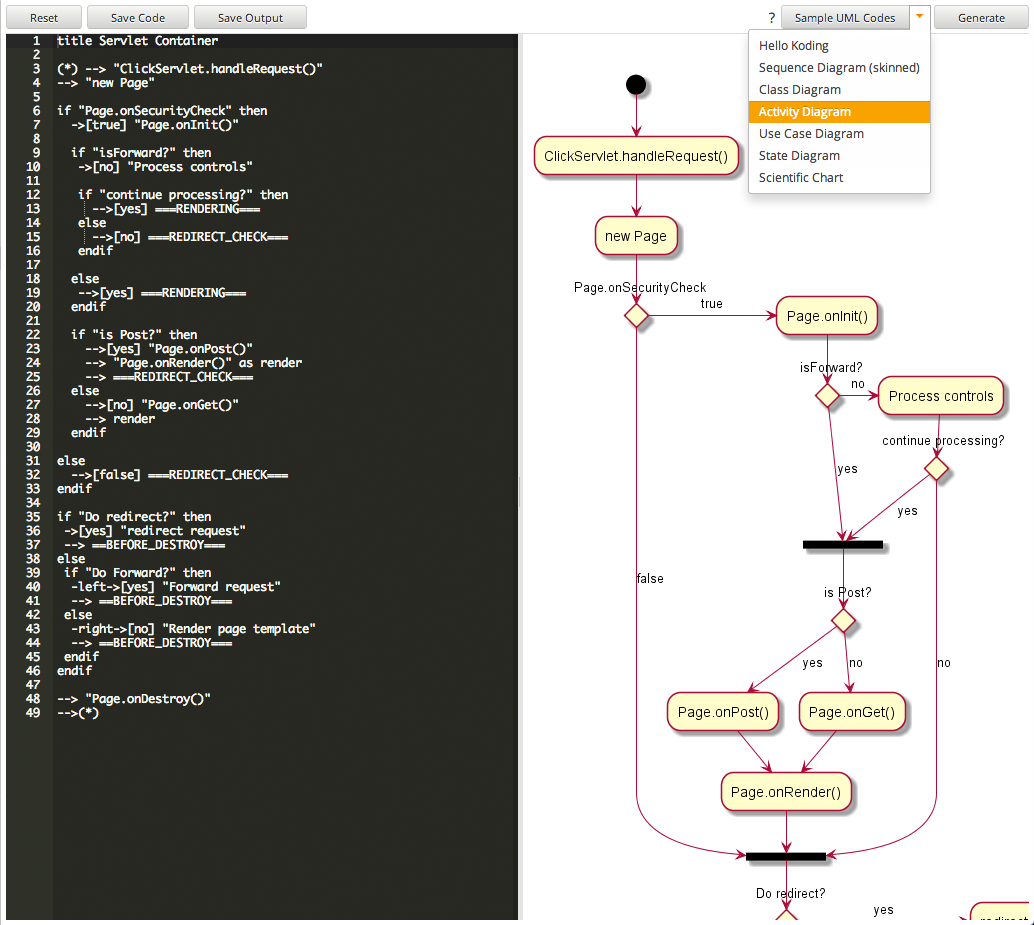 Reset Save Code Save Output ? Sample UML Codes Generate
Hello Koding
Sequence Diagram (skinned)
Class Diagram
Activity Diagram
Use Case Diagram
State Diagram
Scientific Chart
1 title Servlet Container
2
3 (*) --> "ClickServlet.handleRequest()"
4 --> "new Page"
5
6 if "Page.onSecurityCheck" then
7 ->[true] "Page.onInit()"
8
9 if "isForward?" then
10 ->[no] "Process controls"
11
12 if "continue processing?" then
13 -->[yes] ===RENDERING===
14 else
15 -->[no] ===REDIRECT_CHECK===
16 endif
17
18 else
19 -->[yes] ===RENDERING===
20 endif
21
22 if "is Post?" then
23 -->[yes] "Page.onPost()"
24 --> "Page.onRender()" as render
25 --> ===REDIRECT_CHECK===
26 else
27 -->[no] "Page.onGet()"
28 --> render
29 endif
30
31 else
32 -->[false] ===REDIRECT_CHECK===
33 endif
34
35 if "Do redirect?" then
36 ->[yes] "redirect request"
37 --> ==BEFORE_DESTROY===
38 else
39 if "Do Forward?" then
40 -left->[yes] "Forward request"
41 --> ==BEFORE_DESTROY===
42 else
43 -right->[no] "Render page template"
44 --> ==BEFORE_DESTROY===
45 endif
46 endif
47
48 --> "Page.onDestroy()"
49 -->(*)
ClickServlet.handleRequest()
new Page
Page.onSecurityCheck
true
Page.onInit()
isForward?
no
Process controls
continue processing?
yes
yes
false
is Post?
yes
no
no
Page.onPost()
Page.onGet()
Page.onRender()
Do redirect?
yes